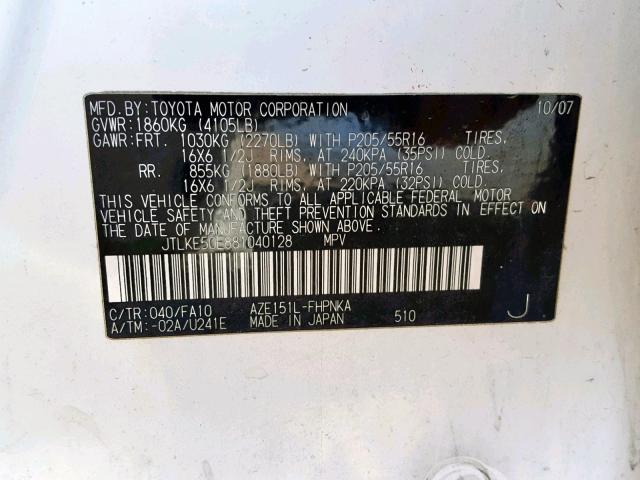 MFD.BY:TOYOTA MOTOR CORPORATION 10/07
GVWR:1860KG (4105LB)
GAWR:FRT. 1030KG (2270LB) WITH P205/55R16 TIRES,
16X6 1/2J RIMS, AT 240KPA (35PSI) COLD.
RR. 855KG (1880LB) WITH P205/55R16 TIRES,
16X6 1/2J RIMS, AT 220KPA (32PSI) COLD.
THIS VEHICLE CONFORMS TO ALL APPLICABLE FEDERAL MOTOR
VEHICLE SAFETY AND THEFT PREVENTION STANDARDS IN EFFECT ON
THE DATE OF MANUFACTURE SHOWN ABOVE.
JTLKE50E881040128 MPV
C/TR:040/FA10 AZE151L-FHPNKA
A/TM:-02A/U241E MADE IN JAPAN 510 J